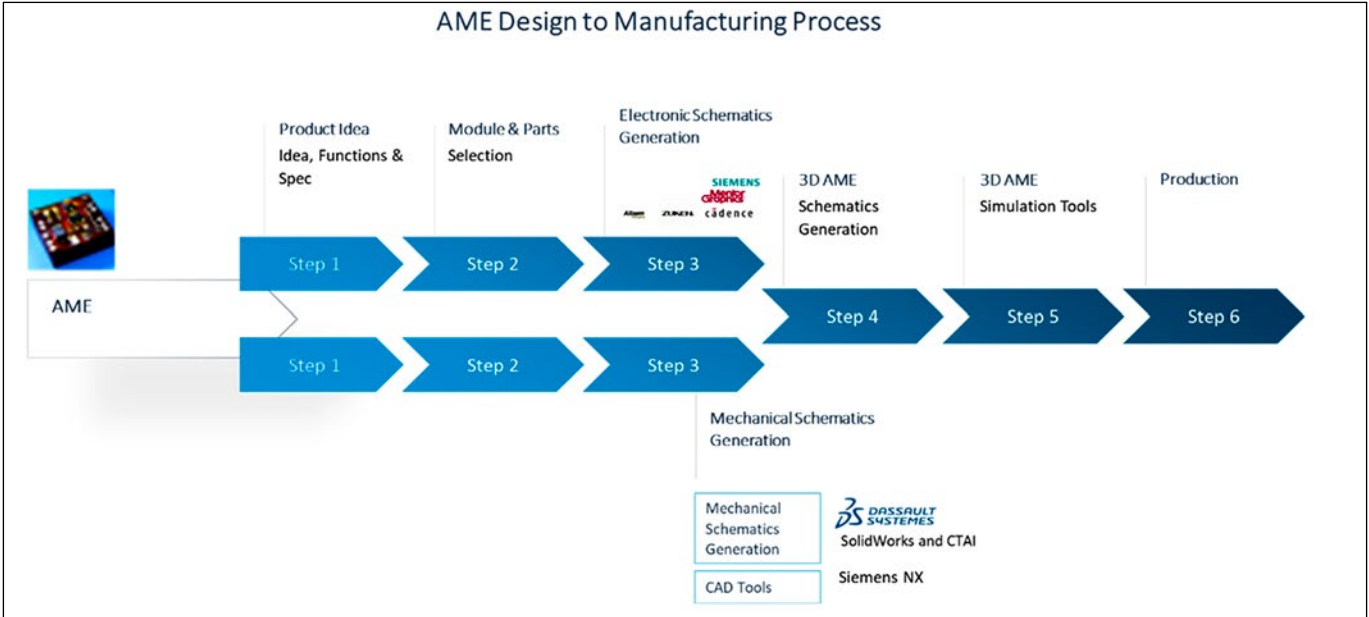 AME Design to Manufacturing Process
Product Idea
Idea, Functions &
Spec
Module & Parts
Selection
Electronic Schematics
Generation
SIEMENS
Mentor
Graphics
Altium
ZUKEN
cādence
3D AME
Schematics
Generation
3D AME
Simulation Tools
Production
AME
Step 1
Step 2
Step 3
Step 4
Step 5
Step 6
Step 1
Step 2
Step 3
Mechanical Schematics
Generation
Mechanical
Schematics
Generation
DASSAULT
SYSTEMES
SolidWorks and CTAI
CAD Tools
Siemens NX